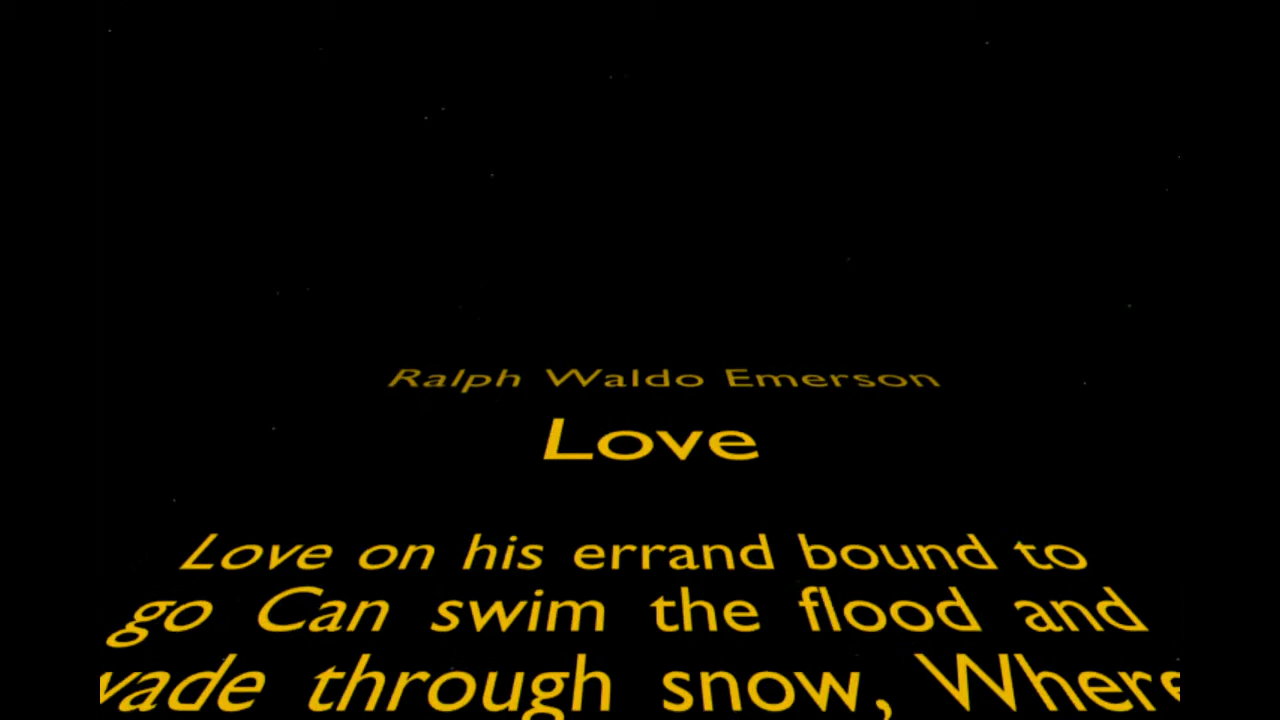 Ralph Waldo Emerson
Love
Love on his errand bound to
go Can swim the flood and
wade through snow, Where